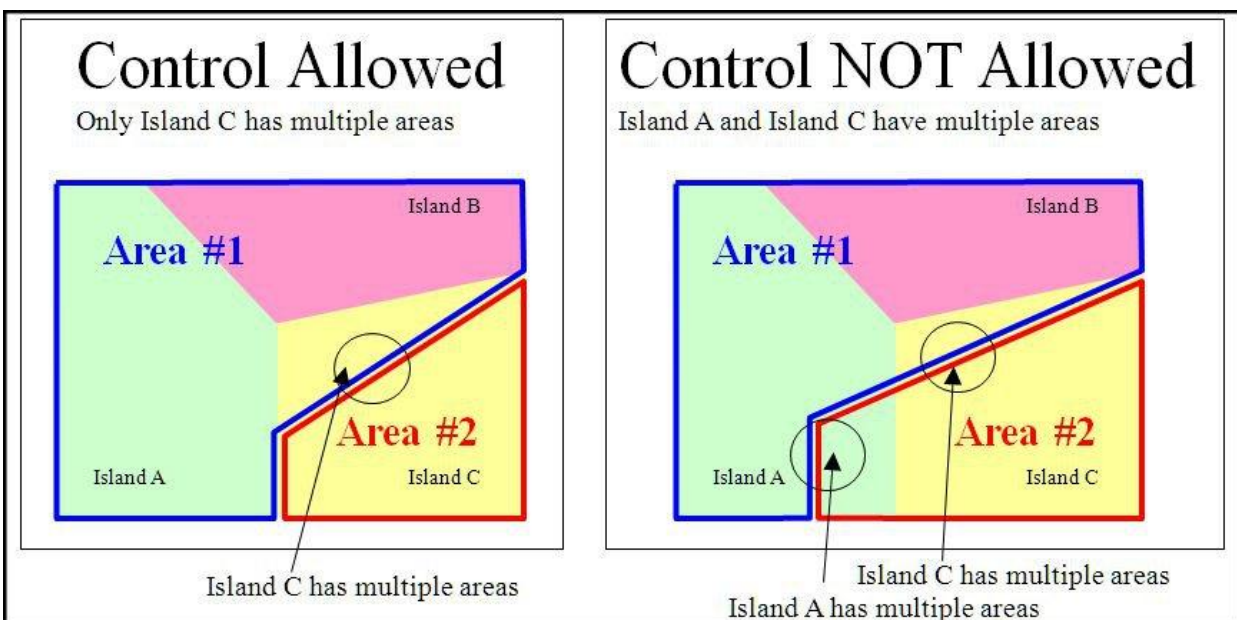 Control Allowed
Only Island C has multiple areas
Island B
Area #1
Area #2
Island A
Island C
Island C has multiple areas
Control NOT Allowed
Island A and Island C have multiple areas
Island B
Area #1
Area #2
Island A
Island C
Island C has multiple areas
Island A has multiple areas